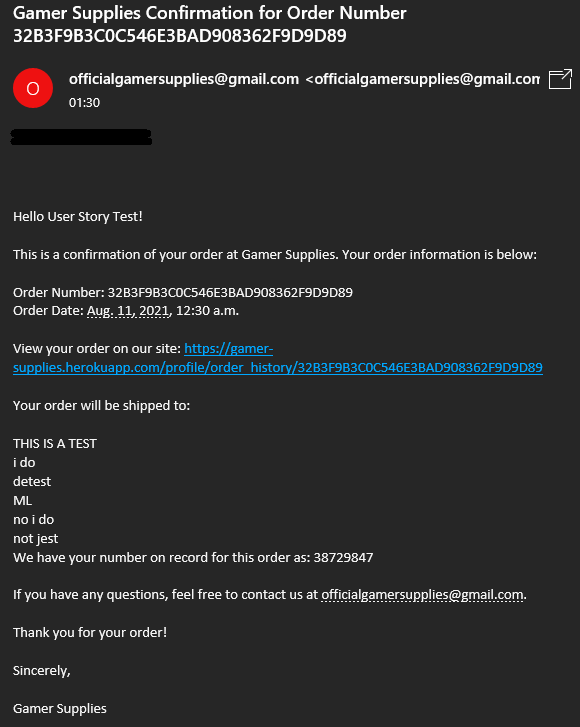 Gamer Supplies Confirmation for Order Number
32B3F9B3C0C546E3BAD908362F9D9D89
O
officialgamersupplies@gmail.com <officialgamersupplies@gmail.com
01:30
Hello User Story Test!
This is a confirmation of your order at Gamer Supplies. Your order information is below:
Order Number: 32B3F9B3C0C546E3BAD908362F9D9D89
Order Date: Aug. 11, 2021, 12:30 a.m.
View your order on our site: https://gamer-
supplies.herokuapp.com/profile/order_history/32B3F9B3C0C546E3BAD908362F9D9D89
Your order will be shipped to:
THIS IS A TEST
i do
detest
ML
no i do
not jest
We have your number on record for this order as: 38729847
If you have any questions, feel free to contact us at officialgamersupplies@gmail.com.
Thank you for your order!
Sincerely,
Gamer Supplies